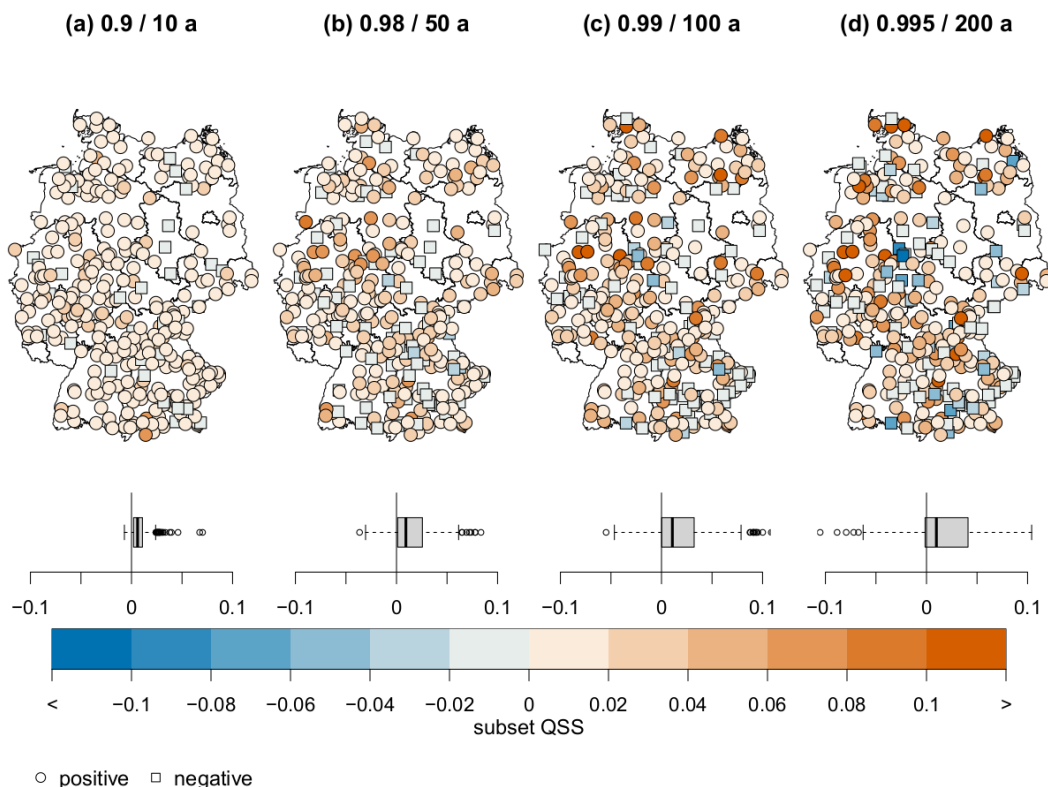 (a) 0.9 / 10 a (b) 0.98 / 50 a (c) 0.99 / 100 a (d) 0.995 / 200 a
−0.1 0 0.1 −0.1 0 0.1 −0.1 0 0.1 −0.1 0 0.1
< −0.1 −0.08 −0.06 −0.04 −0.02 0 0.02 0.04 0.06 0.08 0.1 >
subset QSS
positive negative